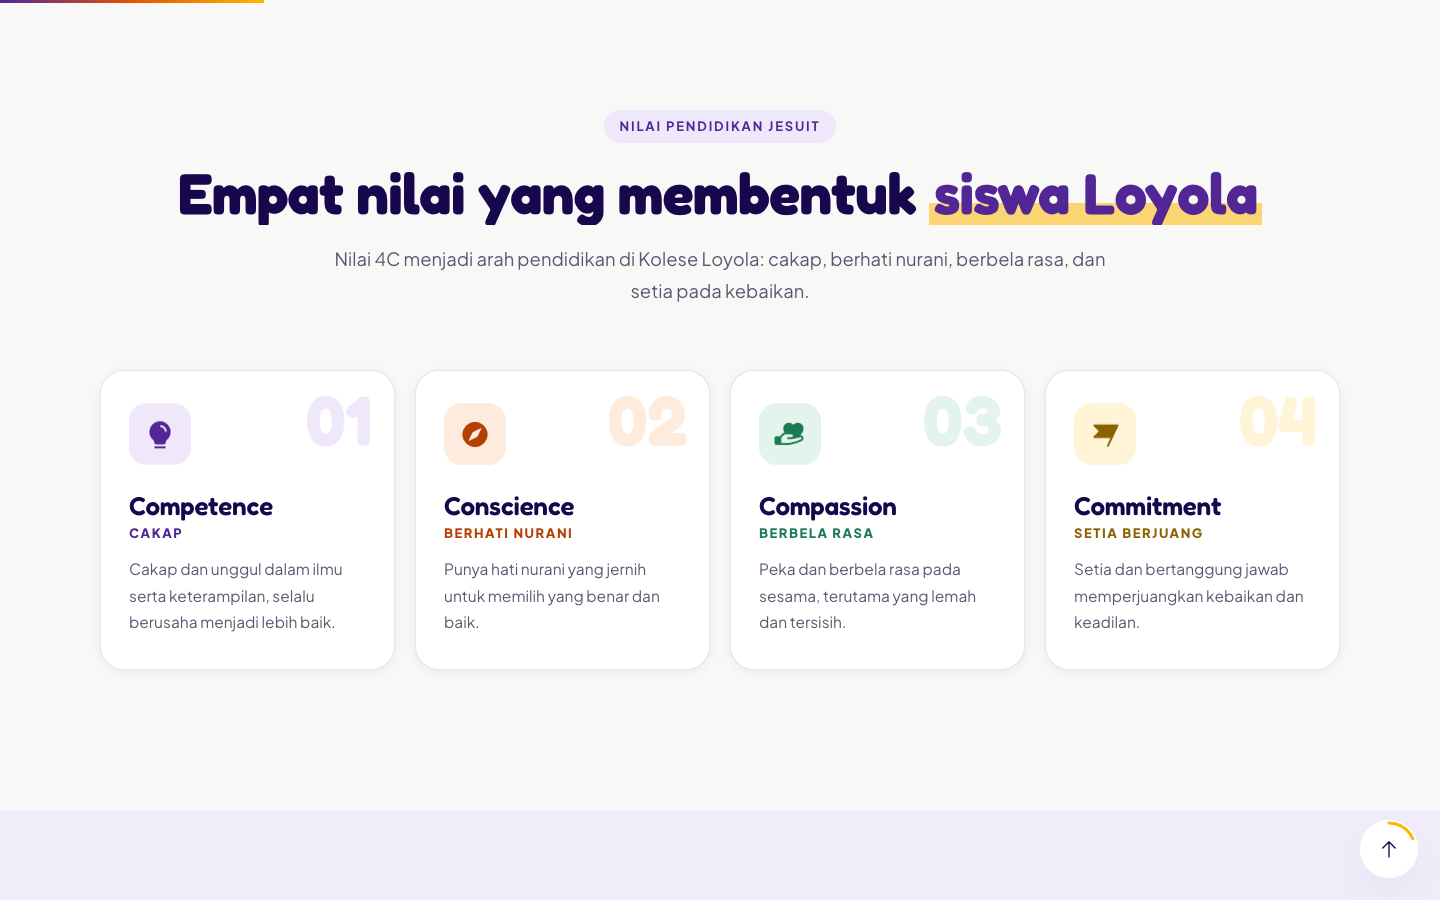 NILAI PENDIDIKAN JESUIT
Empat nilai yang membentuk siswa Loyola
Nilai 4C menjadi arah pendidikan di Kolese Loyola: cakap, berhati nurani, berbela rasa, dan
setia pada kebaikan.
01
Competence
CAKAP
Cakap dan unggul dalam ilmu
serta keterampilan, selalu
berusaha menjadi lebih baik.
02
Conscience
BERHATI NURANI
Punya hati nurani yang jernih
untuk memilih yang benar dan
baik.
03
Compassion
BERBELA RASA
Peka dan berbela rasa pada
sesama, terutama yang lemah
dan tersisih.
04
Commitment
SETIA BERJUANG
Setia dan bertanggung jawab
memperjuangkan kebaikan dan
keadilan.